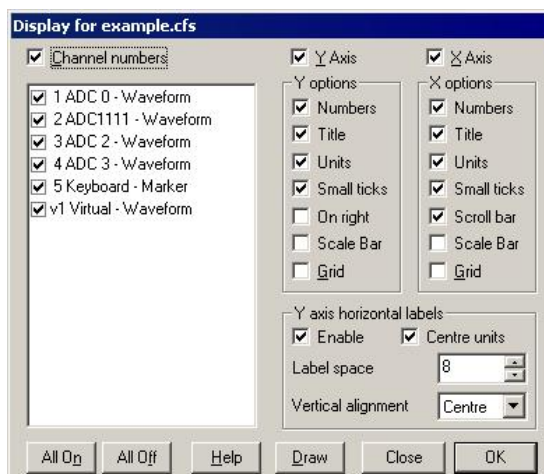 Display for example.cfs
Channel numbers
1 ADC 0 - Waveform
2 ADC1111 - Waveform
3 ADC 2 - Waveform
4 ADC 3 - Waveform
5 Keyboard - Marker
v1 Virtual - Waveform
Y Axis
Y options
Numbers
Title
Units
Small ticks
On right
Scale Bar
Grid
X Axis
X options
Numbers
Title
Units
Small ticks
Scroll bar
Scale Bar
Grid
Y axis horizontal labels
Enable Centre units
Label space 8
Vertical alignment Centre
All On All Off Help Draw Close OK